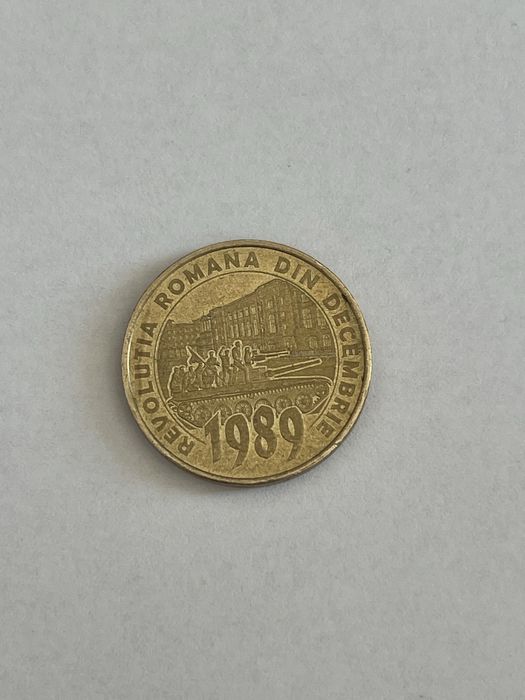 REVOLUTIA ROMANA DIN DECEMBRIE
1989